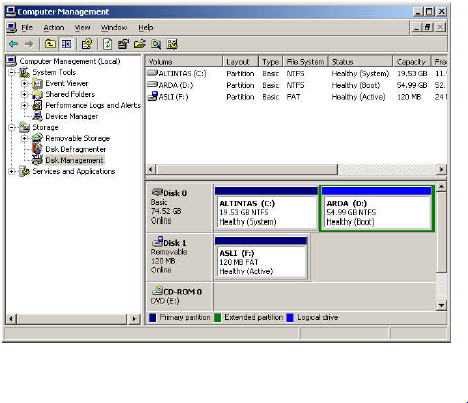 Computer Management
File Action View Window Help
Computer Management (Local)
System Tools
Event Viewer
Shared Folders
Performance Logs and Alerts
Device Manager
Storage
Removable Storage
Disk Defragmenter
Disk Management
Services and Applications
Volume Layout Type File System Status Capacity Free
ALTINTAS (C:) Partition Basic NTFS Healthy (System) 19.53 GB 11.
ARDA (D:) Partition Basic NTFS Healthy (Boot) 54.99 GB 52.
ASLI (F:) Partition Basic FAT Healthy (Active) 120 MB 24
Disk 0
Basic
74.52 GB
Online
ALTINTAS (C:)
19.53 GB NTFS
Healthy (System)
ARDA (D:)
54.99 GB NTFS
Healthy (Boot)
Disk 1
Removable
120 MB
Online
ASLI (F:)
120 MB FAT
Healthy (Active)
CD-ROM 0
DVD (E:)
Primary partition Extended partition Logical drive